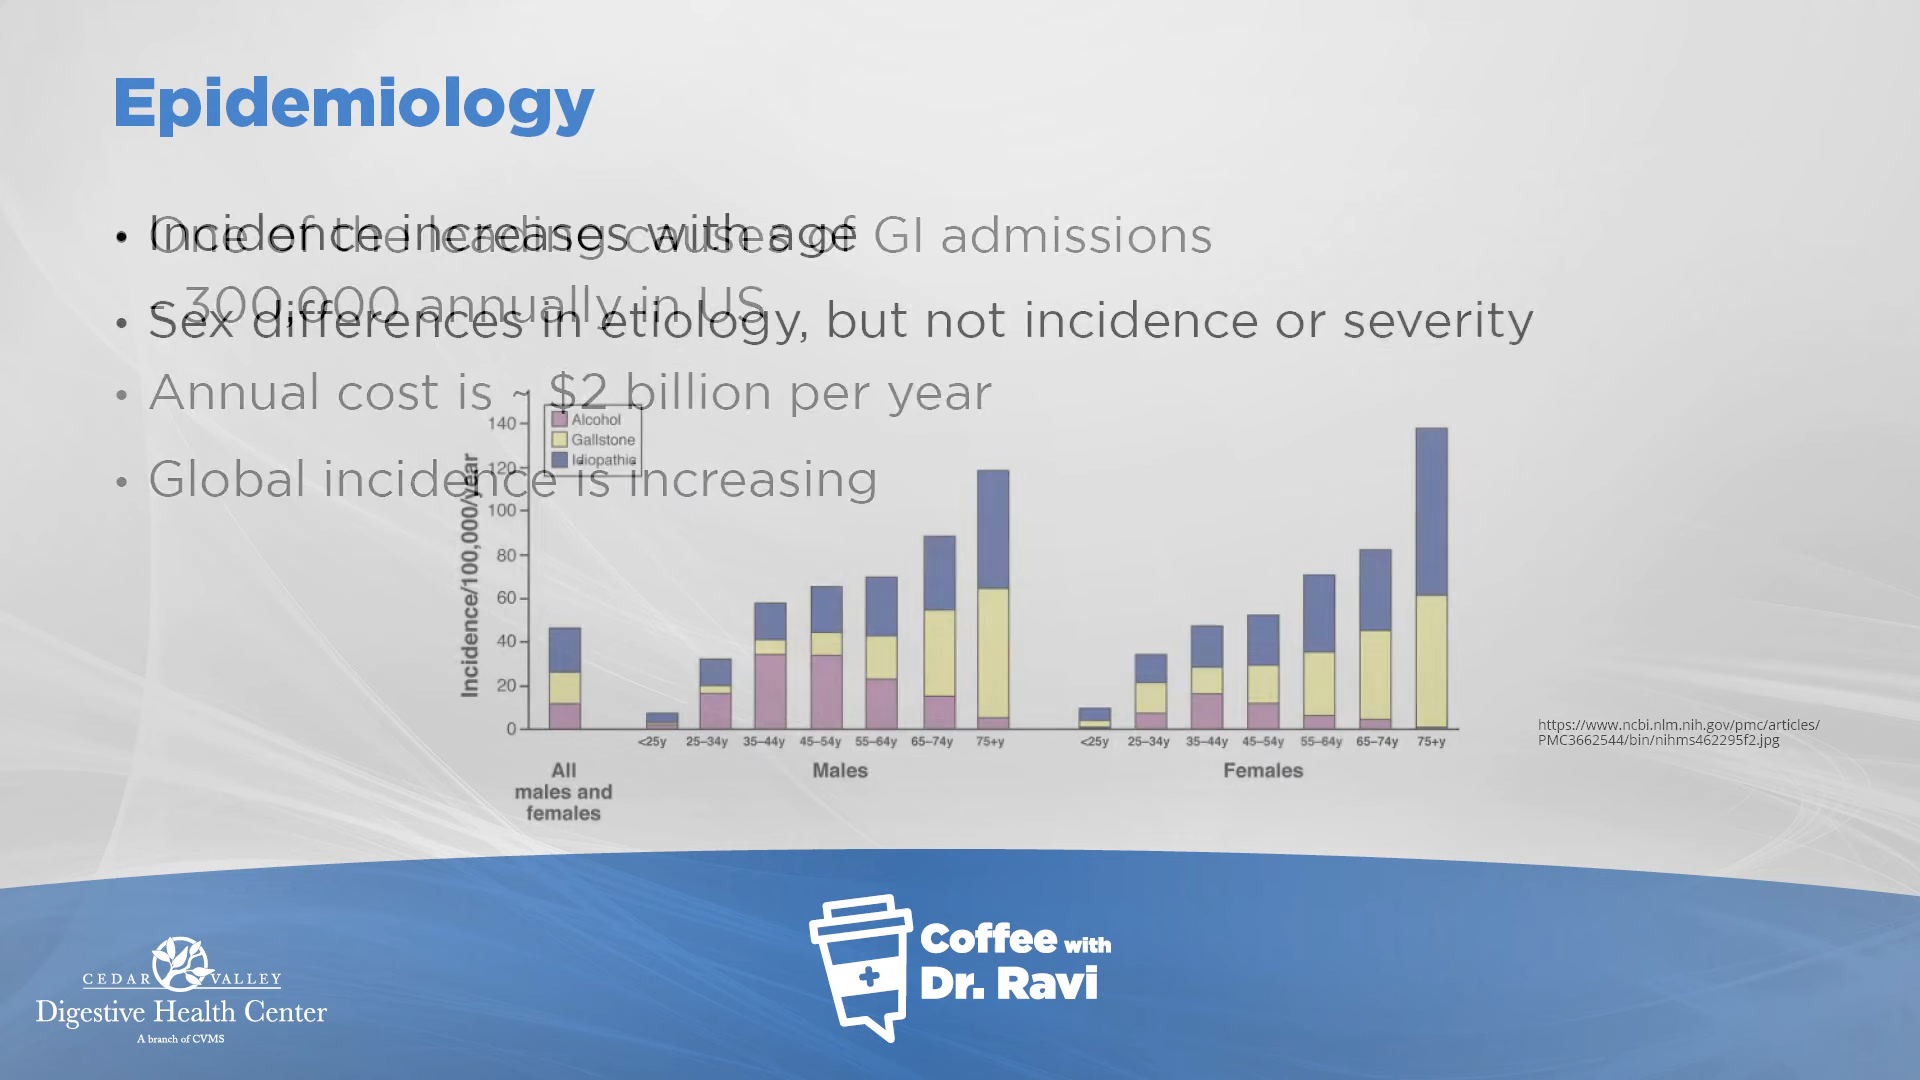 Epidemiology
• One of the leading causes of GI admissions
- 300,000 annually in US
• Annual cost is ~ $2 billion per year
• Global incidence is increasing
• Incidence increases with age
• Sex differences in etiology, but not incidence or severity
Incidence/100,000/year
140
120
100
80
60
40
20
0
Alcohol
Gallstone
Idiopathic
<25y 25–34y 35–44y 45–54y 55–64y 65–74y 75+y
<25y 25–34y 35–44y 45–54y 55–64y 65–74y 75+y
All
males and
females
Males
Females
https://www.ncbi.nlm.nih.gov/pmc/articles/
PMC3662544/bin/nihms462295f2.jpg
CEDAR VALLEY
Digestive Health Center
A branch of CVMS
Coffee with
Dr. Ravi